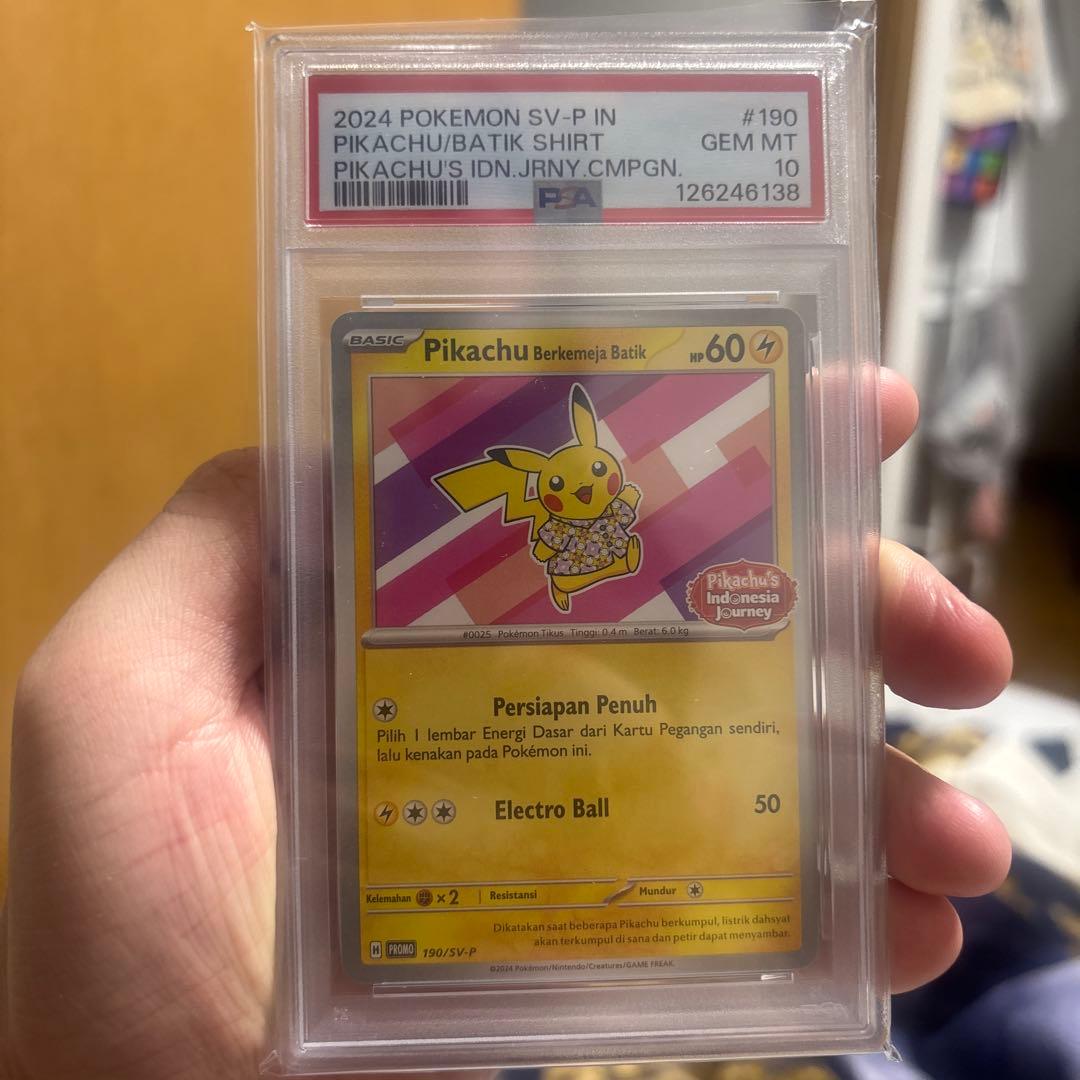 2024 POKEMON SV-P IN #190
PIKACHU/BATIK SHIRT GEM MT
PIKACHU'S IDN.JRNY.CMPGN. 10
PSA 126246138
BASIC Pikachu Berkemeja Batik HP 60
Pikachu's
Indonesia
Journey
#0025 Pokémon Tikus Tinggi: 0.4 m Berat: 6.0 kg
Persiapan Penuh
Pilih 1 lembar Energi Dasar dari Kartu Pegangan sendiri,
lalu kenakan pada Pokémon ini.
Electro Ball 50
Kelemahan ×2 Resistansi Mundur
Dikatakan saat beberapa Pikachu berkumpul, listrik dahsyat
akan terkumpul di sana dan petir dapat menyambar.
H PROMO 190/SV-P
©2024 Pokémon/Nintendo/Creatures/GAME FREAK.